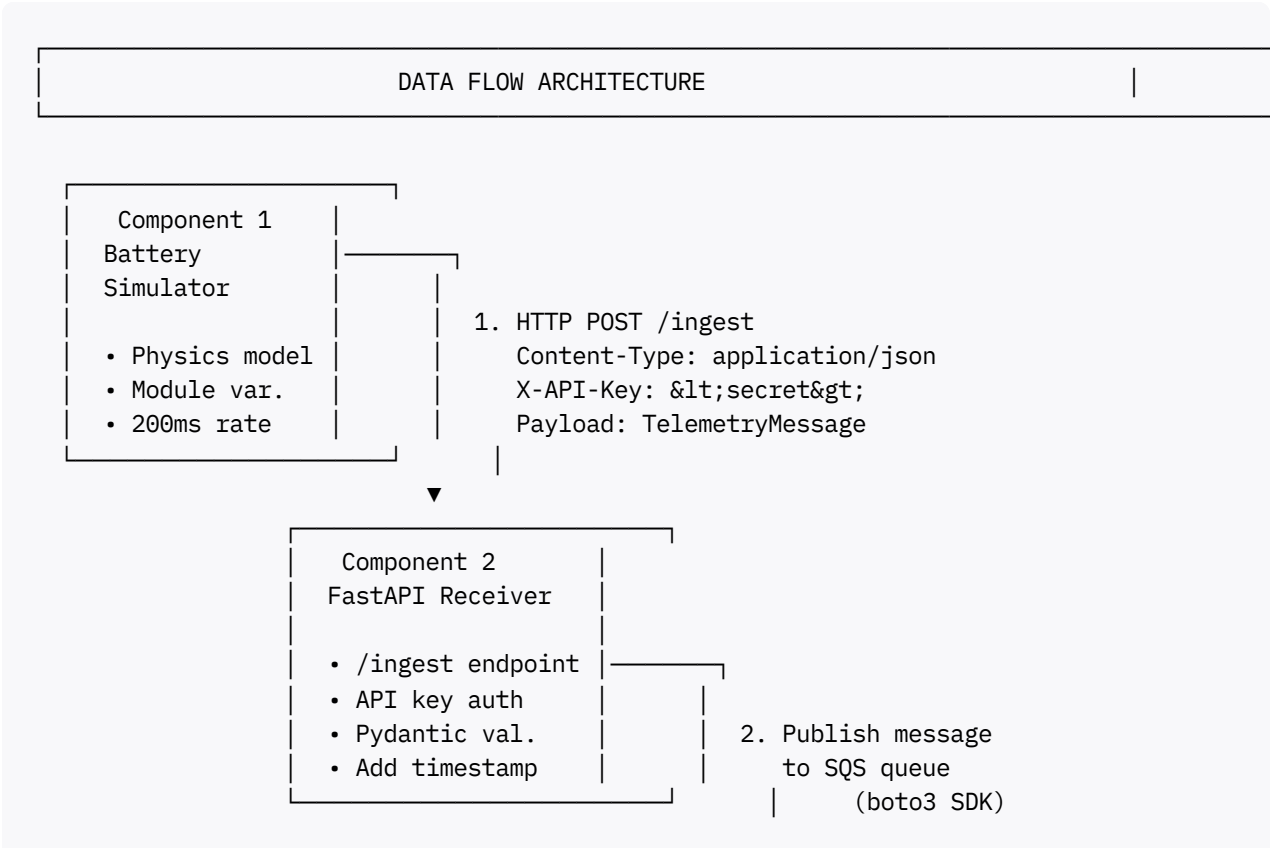 DATA FLOW ARCHITECTURE
Component 1
Battery
Simulator
• Physics model
• Module var.
• 200ms rate
1. HTTP POST /ingest
Content-Type: application/json
X-API-Key: &lt;secret&gt;
Payload: TelemetryMessage
Component 2
FastAPI Receiver
• /ingest endpoint
• API key auth
• Pydantic val.
• Add timestamp
2. Publish message
to SQS queue
(boto3 SDK)